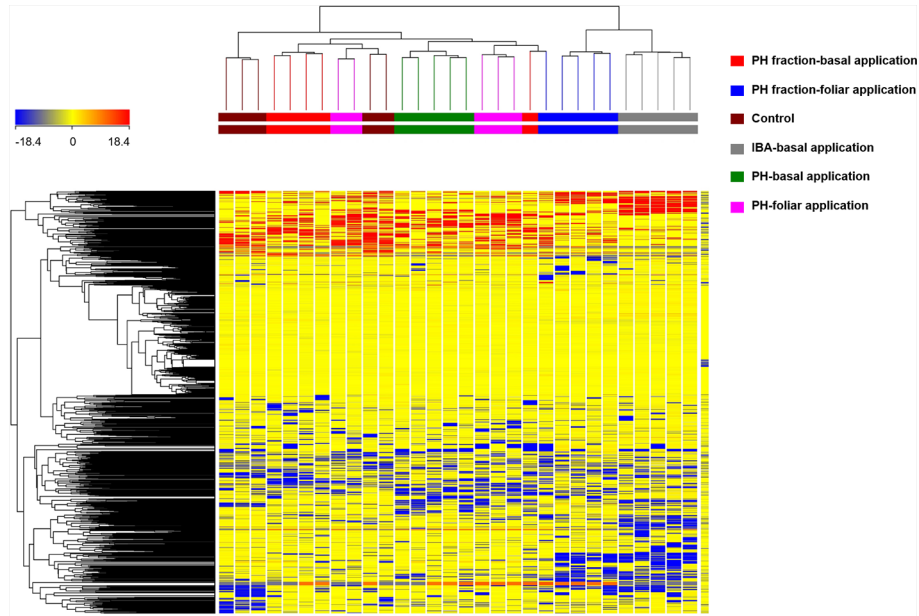 PH fraction-basal application
PH fraction-foliar application
Control
IBA-basal application
PH-basal application
PH-foliar application
-18.4 0 18.4